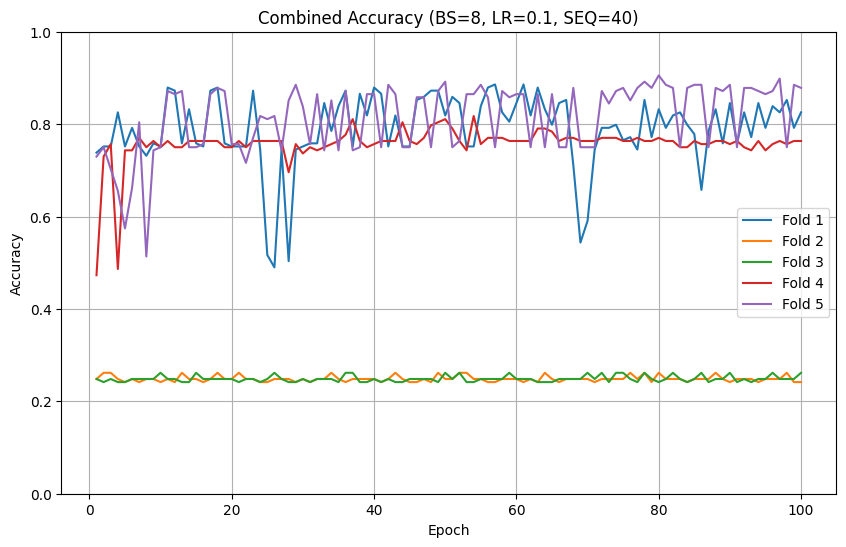 Combined Accuracy (BS=8, LR=0.1, SEQ=40)
1.0
0.8
0.6
0.4
0.2
0.0
Accuracy
Fold 1
Fold 2
Fold 3
Fold 4
Fold 5
0 20 40 60 80 100
Epoch